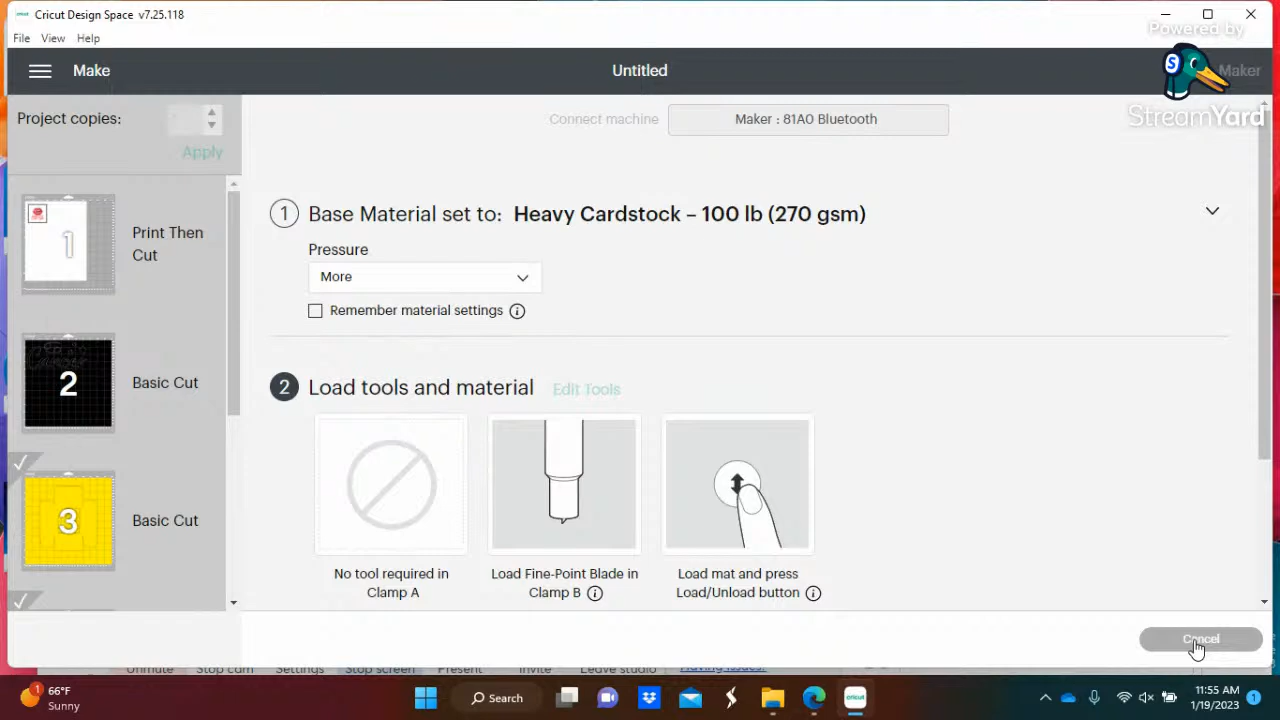 Cricut Design Space v7.25.118
File View Help
Powered by
StreamYard
Make
Untitled
Maker
Project copies:
Apply
Connect machine
Maker : 81A0 Bluetooth
1 Base Material set to: Heavy Cardstock – 100 lb (270 gsm)
Pressure
More
Remember material settings
1
Print Then
Cut
2
Basic Cut
3
Basic Cut
2 Load tools and material Edit Tools
No tool required in
Clamp A
Load Fine-Point Blade in
Clamp B
Load mat and press
Load/Unload button
Cancel
Unmute Stop cam Settings Stop screen Present Invite Leave studio Having issues?
1
66°F
Sunny
Search
cricut
11:55 AM
1/19/2023
1